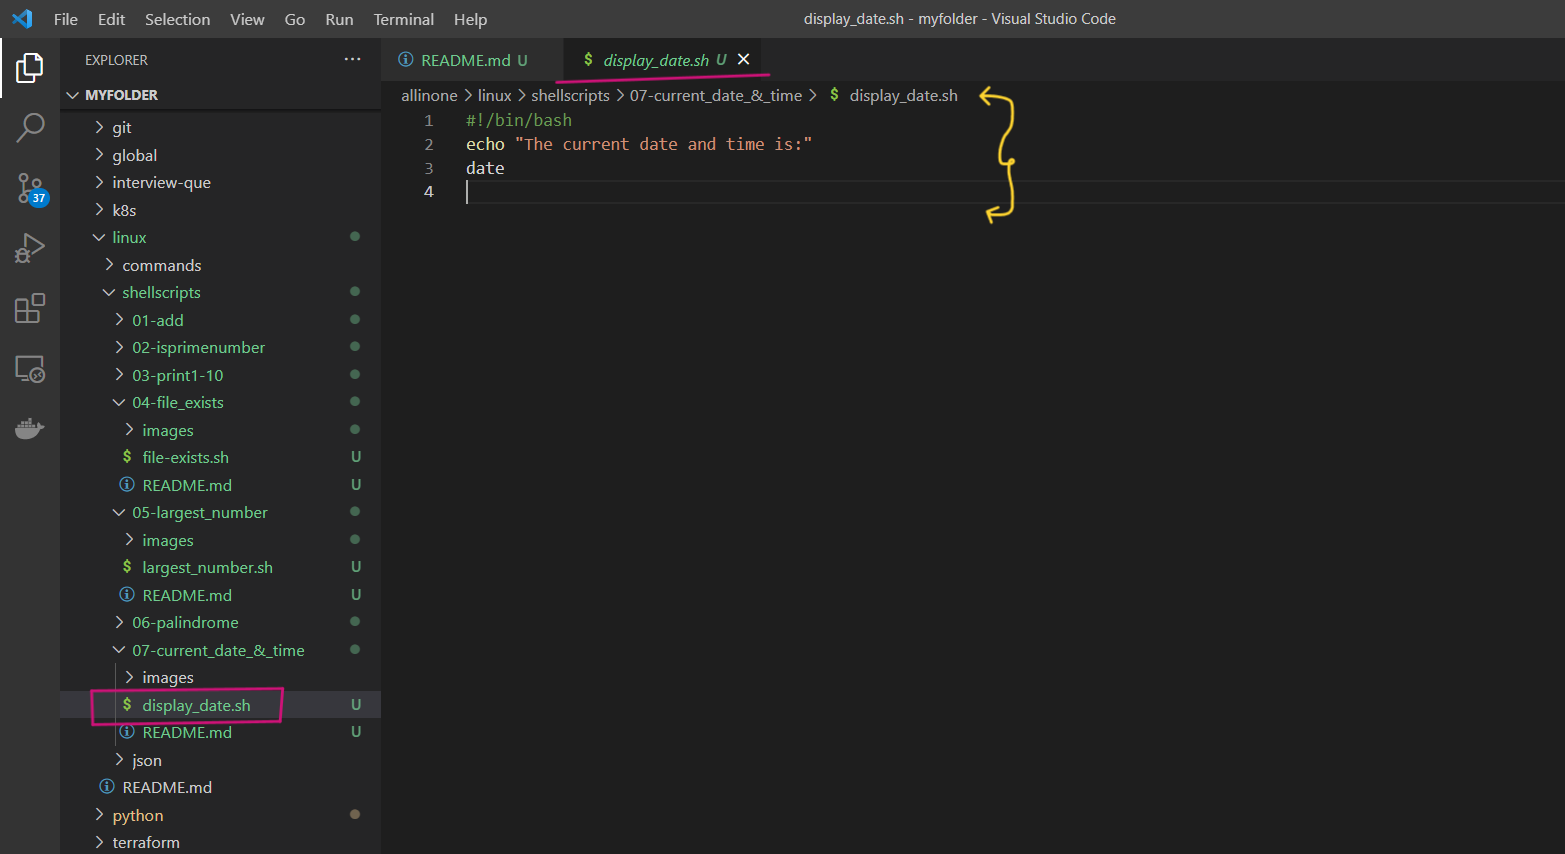 File Edit Selection View Go Run Terminal Help
display_date.sh - myfolder - Visual Studio Code
EXPLORER ···
MYFOLDER
git
global
interview-que
k8s
linux
commands
shellscripts
01-add
02-isprimenumber
03-print1-10
04-file_exists
images
file-exists.sh U
README.md U
05-largest_number
images
largest_number.sh U
README.md U
06-palindrome
07-current_date_&_time
images
display_date.sh U
README.md U
json
README.md
python
terraform
37
README.md U
display_date.sh U
allinone > linux > shellscripts > 07-current_date_&_time > $ display_date.sh
1 #!/bin/bash
2 echo "The current date and time is:"
3 date
4